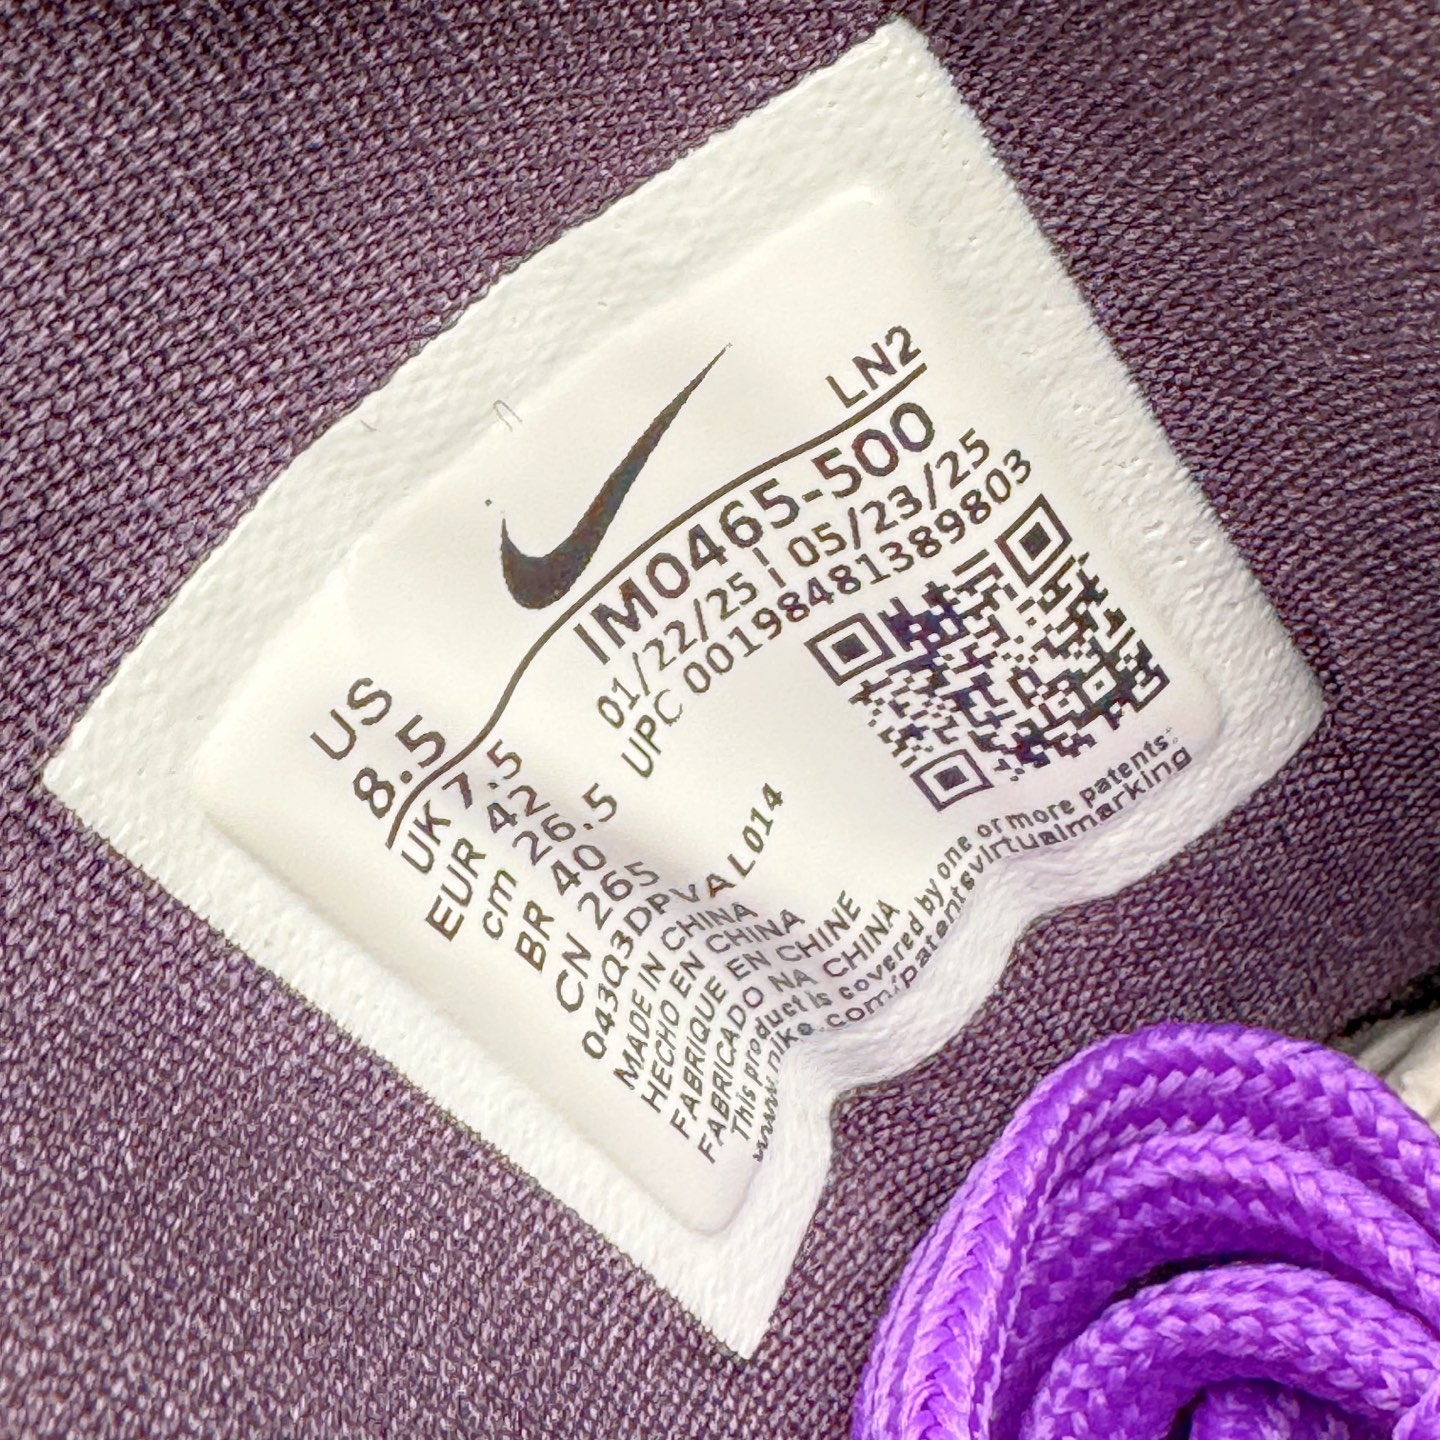 LN2
US
8.5
UK 7.5
EUR 42
cm 26.5
BR 40
CN 265
IM0465-500
01/22/25 | 05/23/25
UPC 00198481389803
043Q3DPVAL014
MADE IN CHINA
HECHO EN CHINA
FABRIQUE EN CHINE
FABRICADO NA CHINA
This product is covered by one or more patents.
www.nike.com/patentsvirtualmarking